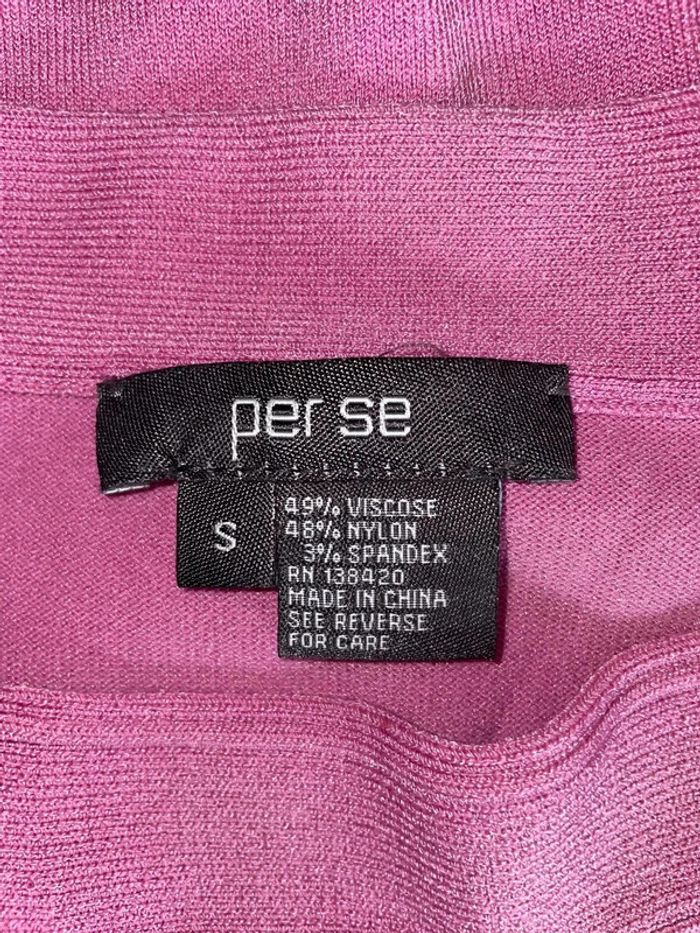 per se
S
49% VISCOSE
48% NYLON
3% SPANDEX
RN 138420
MADE IN CHINA
SEE REVERSE
FOR CARE